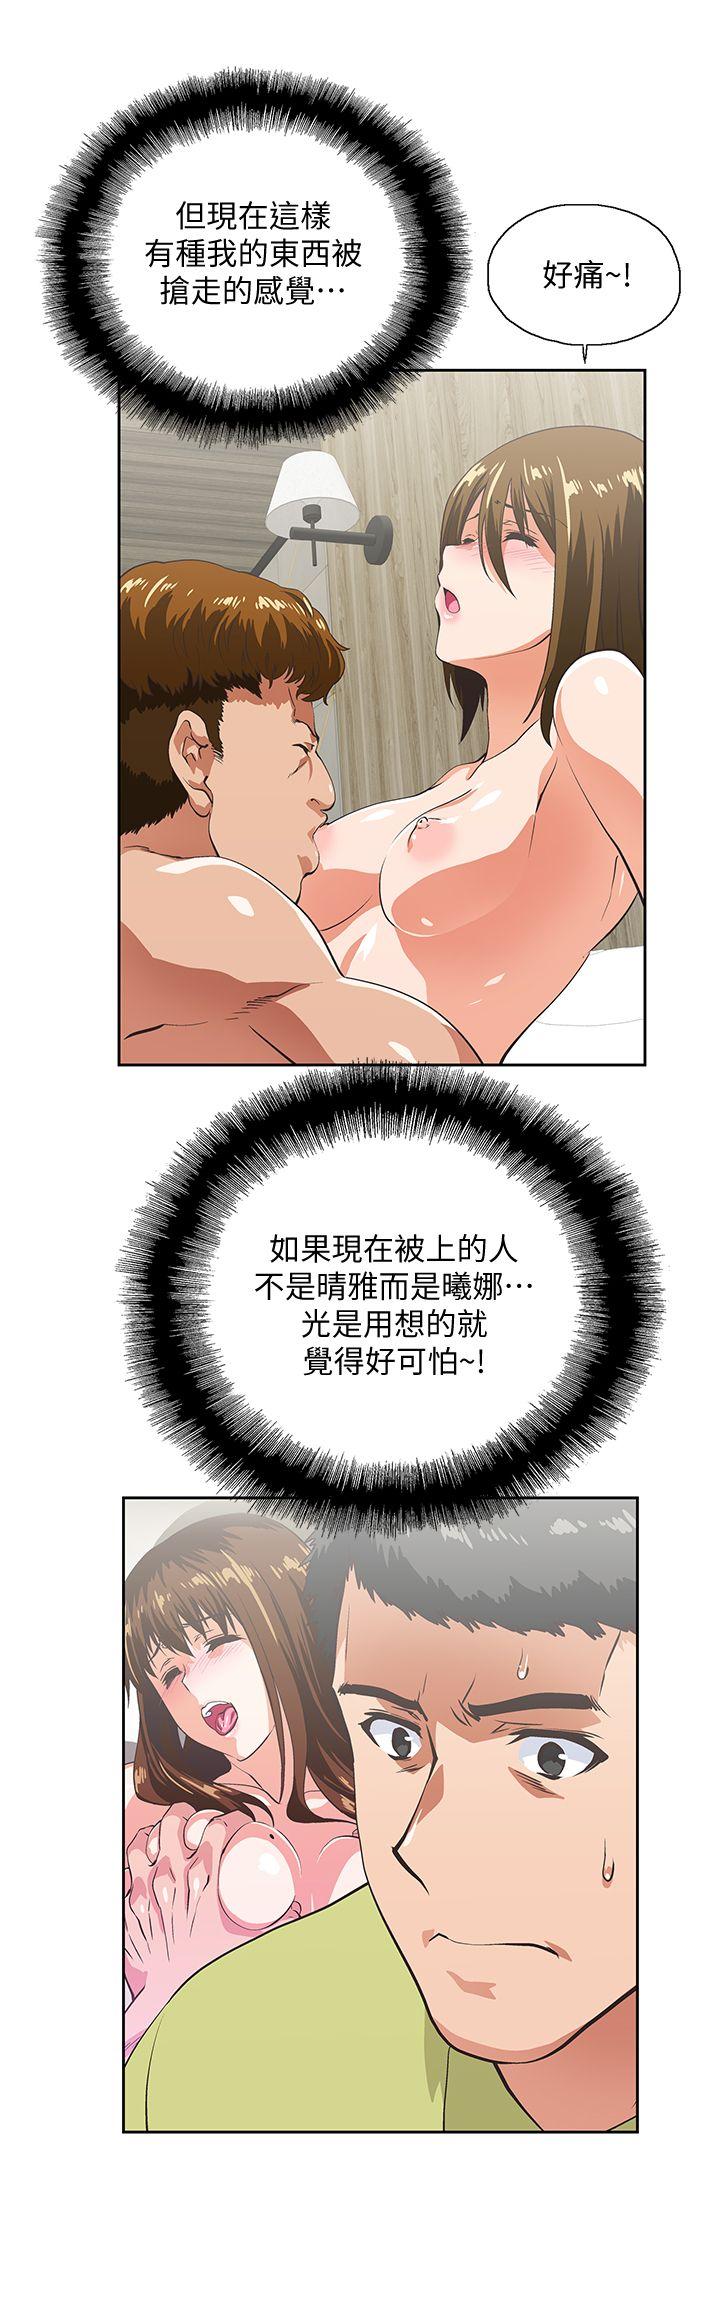 但現在這樣
有種我的東西被
搶走的感覺⋯
好痛~!
如果現在被上的人
不是晴雅而是曦娜⋯
光是用想的就
覺得好可怕~!